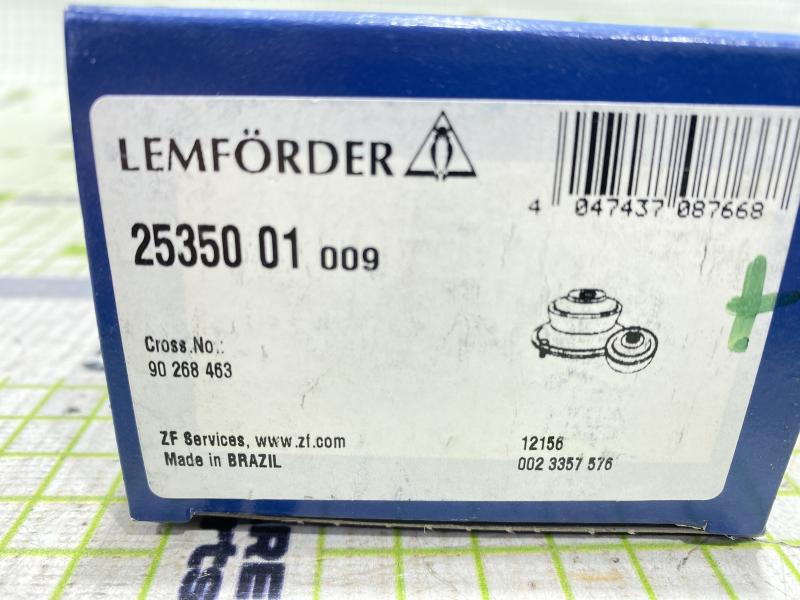 LEMFÖRDER
4 047437 087668
25350 01 009
Cross.No.:
90 268 463
ZF Services, www.zf.com
Made in BRAZIL
12156
002 3357 576